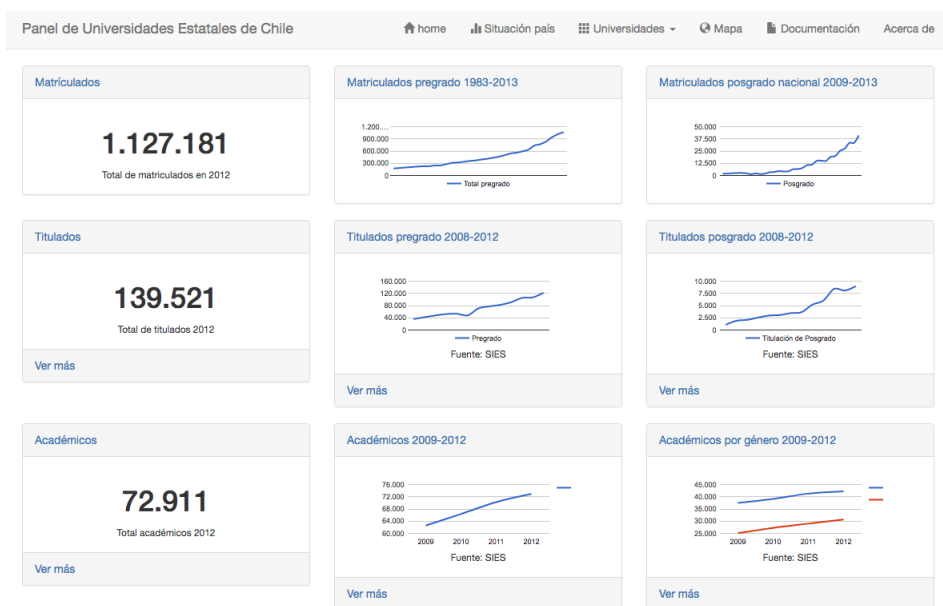 Panel de Universidades Estatales de Chile home Situación país Universidades Mapa Documentación Acerca de
Matrículados
1.127.181
Total de matriculados en 2012
Matriculados pregrado 1983-2013
1.200....
900.000
600.000
300.000
0
Total pregrado
Matriculados posgrado nacional 2009-2013
50.000
37.500
25.000
12.500
0
Posgrado
Titulados
139.521
Total de titulados 2012
Ver más
Titulados pregrado 2008-2012
160.000
120.000
80.000
40.000
0
Pregrado
Fuente: SIES
Ver más
Titulados posgrado 2008-2012
10.000
7.500
5.000
2.500
0
Titulación de Posgrado
Fuente: SIES
Ver más
Académicos
72.911
Total académicos 2012
Ver más
Académicos 2009-2012
76.000
72.000
68.000
64.000
60.000
2009 2010 2011 2012
Fuente: SIES
Ver más
Académicos por género 2009-2012
45.000
40.000
35.000
30.000
25.000
2009 2010 2011 2012
Fuente: SIES
Ver más